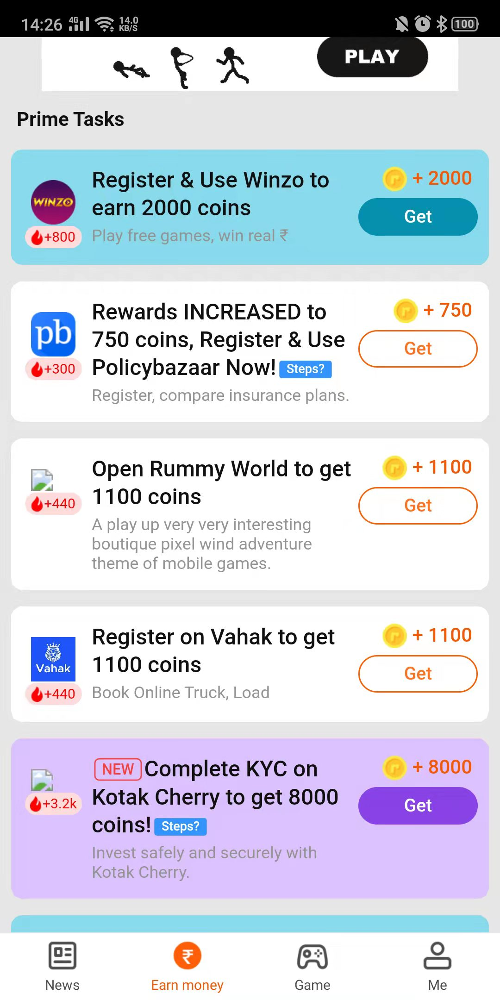 14:26 4G 14.0 KB/S 100
PLAY
Prime Tasks
Register & Use Winzo to
earn 2000 coins
Play free games, win real ₹
WINZO
+800
+ 2000
Get
Rewards INCREASED to
750 coins, Register & Use
Policybazaar Now! Steps?
Register, compare insurance plans.
pb
+300
+ 750
Get
Open Rummy World to get
1100 coins
A play up very very interesting
boutique pixel wind adventure
theme of mobile games.
+440
+ 1100
Get
Register on Vahak to get
1100 coins
Book Online Truck, Load
Vahak
+440
+ 1100
Get
NEW Complete KYC on
Kotak Cherry to get 8000
coins! Steps?
Invest safely and securely with
Kotak Cherry.
+3.2k
+ 8000
Get
News
₹
Earn money
Game
Me